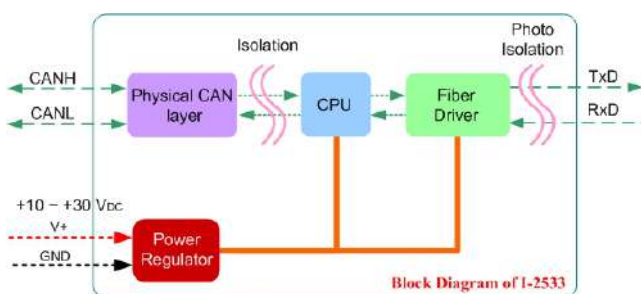 Isolation
Photo
Isolation
CANH
CANL
Physical CAN
layer
CPU
Fiber
Driver
TxD
RxD
+10 ~ +30 VDC
V+
GND
Power
Regulator
Block Diagram of I-2533